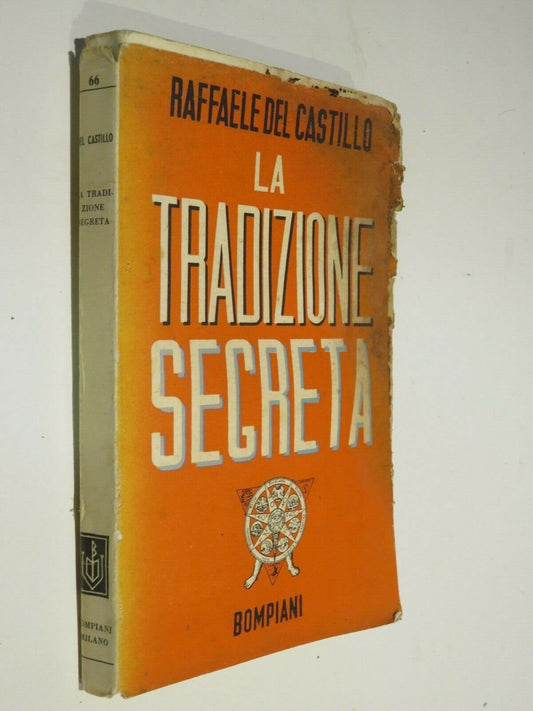 66
DEL CASTILLO
LA TRADI-
ZIONE
SEGRETA
BOMPIANI
MILANO
RAFFAELE DEL CASTILLO
LA
TRADIZIONE
SEGRETA
BOMPIANI